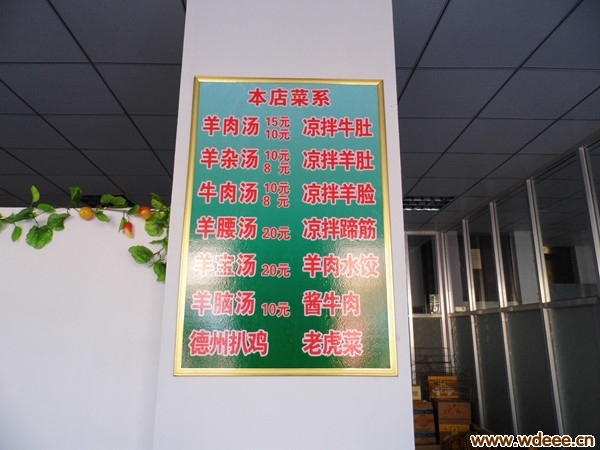 本店菜系
羊肉汤 15元 10元 凉拌牛肚
羊杂汤 10元 8元 凉拌羊肚
牛肉汤 10元 8元 凉拌羊脸
羊腰汤 20元 凉拌蹄筋
羊宝汤 20元 羊肉水饺
羊脑汤 10元 酱牛肉
德州扒鸡 老虎菜
www.wdeee.cn